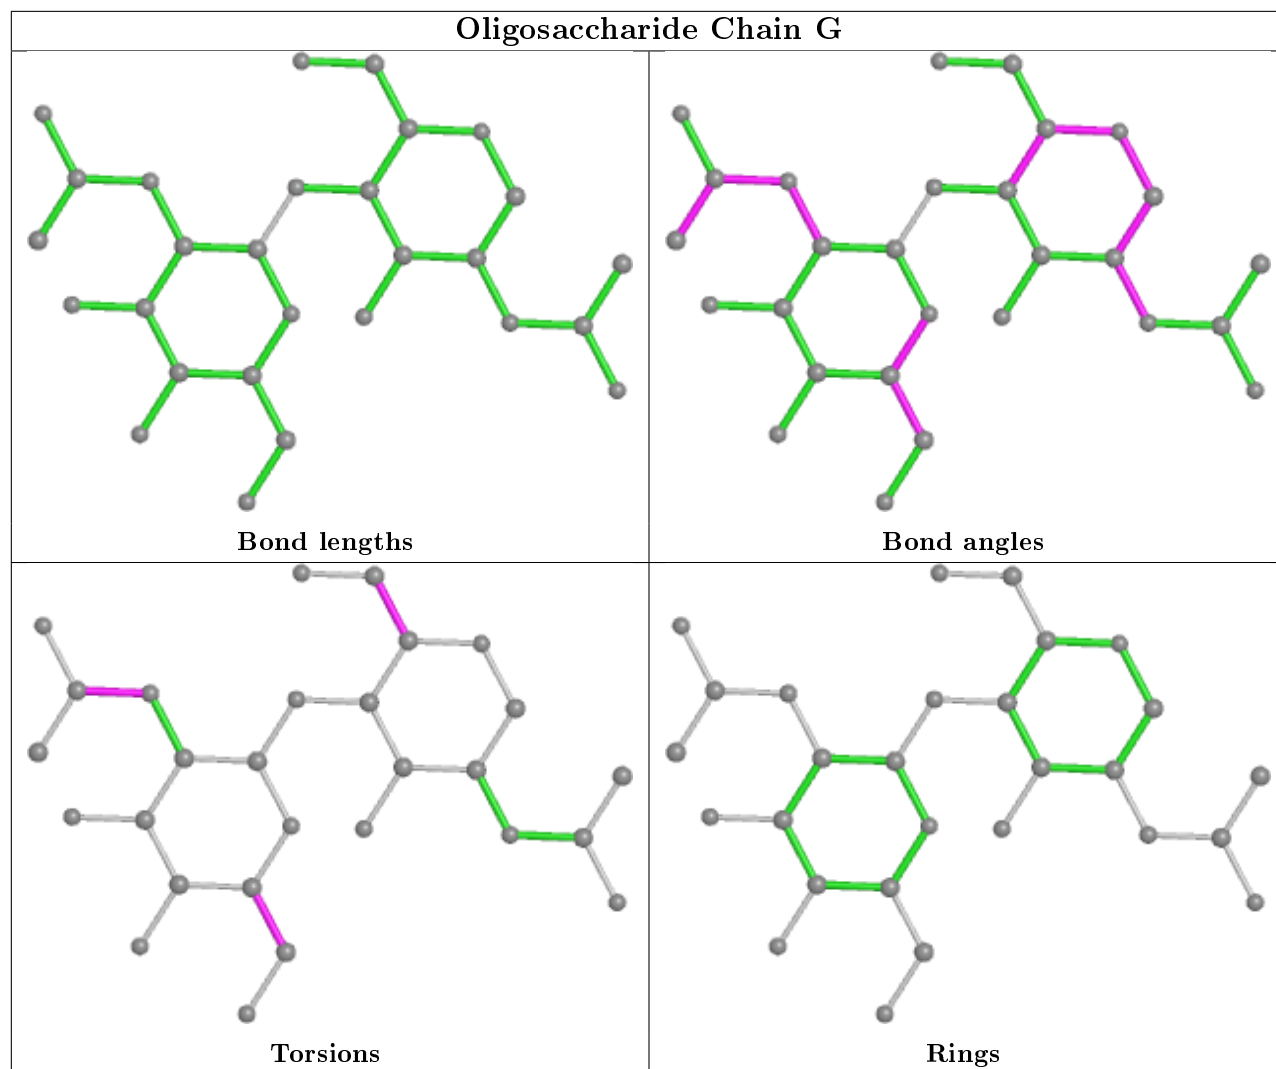 Oligosaccharide Chain G
Bond lengths
Bond angles
Torsions
Rings